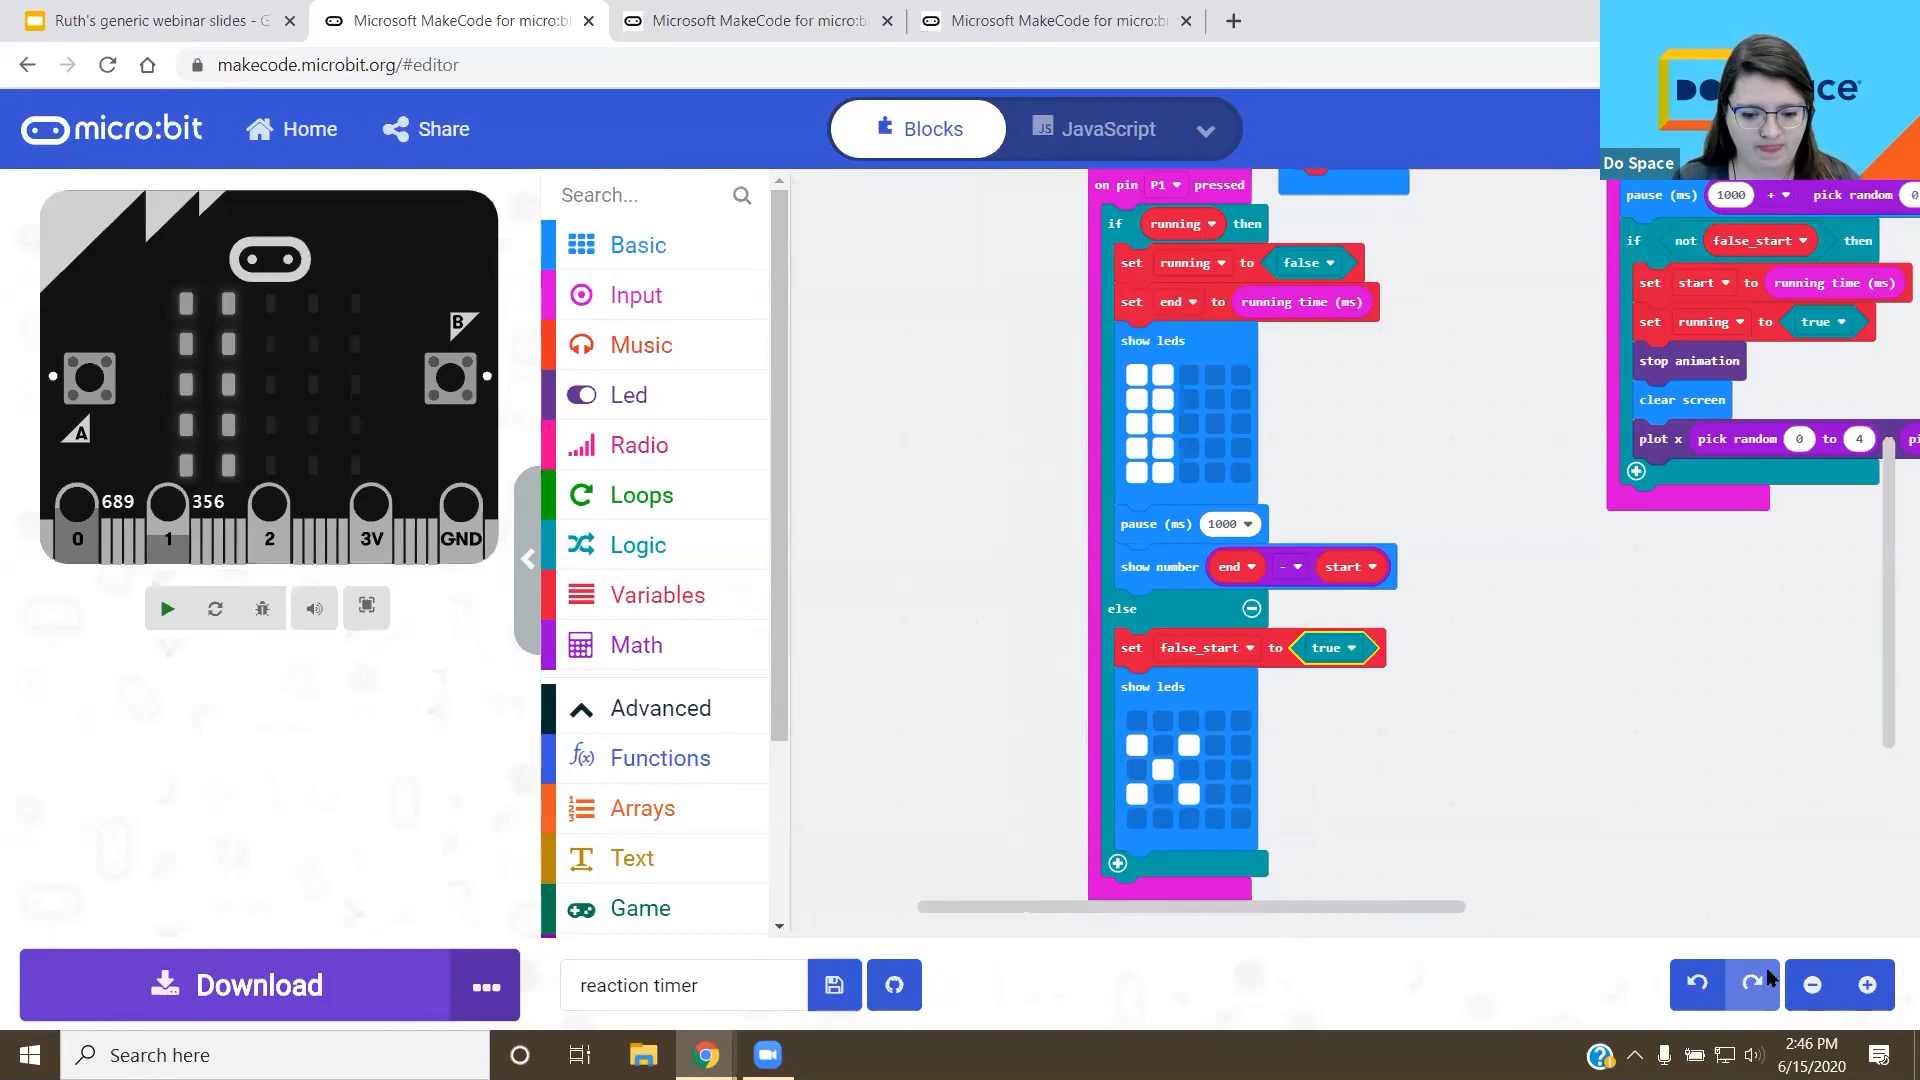 Ruth's generic webinar slides - G
Microsoft MakeCode for micro:b
Microsoft MakeCode for micro:b
Microsoft MakeCode for micro:b
makecode.microbit.org/#editor
micro:bit
Home
Share
Blocks
JS
JavaScript
Do Space
DO
ce
B
A
689
356
0
1
2
3V
GND
Search...
Basic
Input
Music
Led
Radio
Loops
Logic
Variables
Math
Advanced
f(x) Functions
Arrays
T Text
Game
on pin P1 pressed
if running then
set running to false
set end to running time (ms)
show leds
pause (ms) 1000
show number end - start
else
set false_start to true
show leds
pause (ms) 1000 + pick random 0
if not false_start then
set start to running time (ms)
set running to true
stop animation
clear screen
plot x pick random 0 to 4 pi
Download
reaction timer
Search here
2:46 PM
6/15/2020